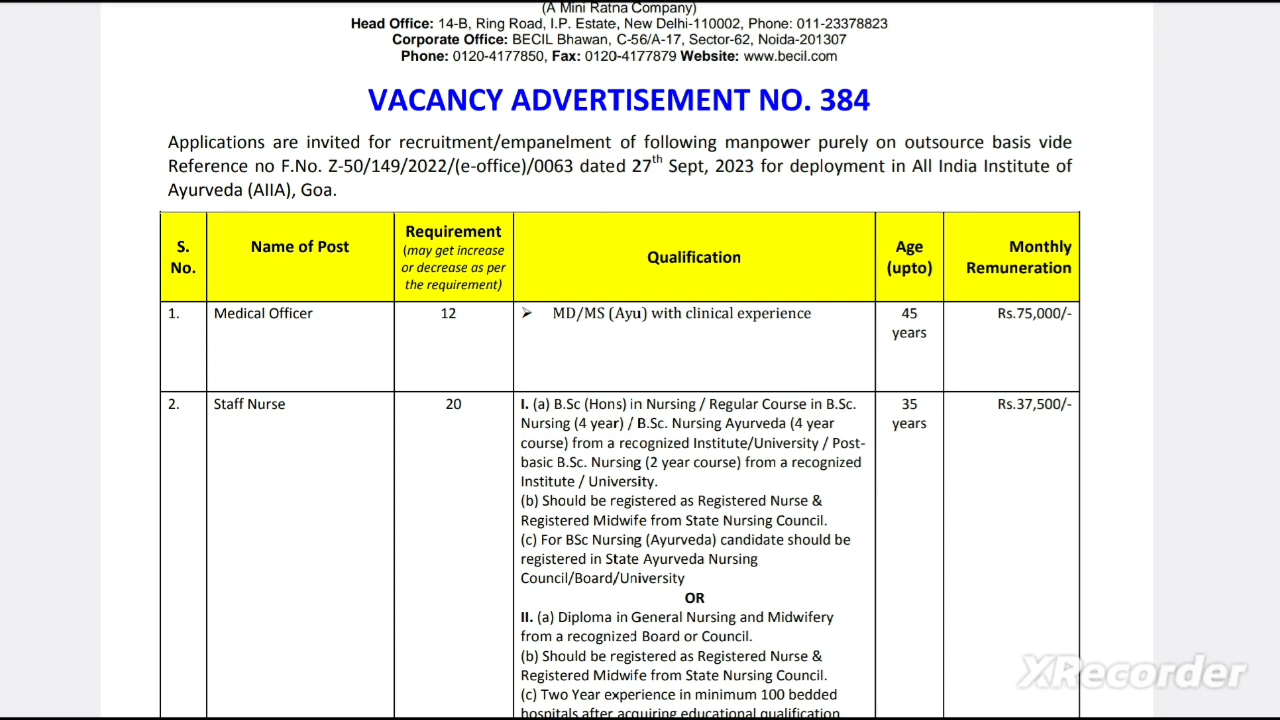 (A Mini Ratna Company)
Head Office: 14-B, Ring Road, I.P. Estate, New Delhi-110002, Phone: 011-23378823
Corporate Office: BECIL Bhawan, C-56/A-17, Sector-62, Noida-201307
Phone: 0120-4177850, Fax: 0120-4177879 Website: www.becil.com
VACANCY ADVERTISEMENT NO. 384
Applications are invited for recruitment/empanelment of following manpower purely on outsource basis vide
Reference no F.No. Z-50/149/2022/(e-office)/0063 dated 27th Sept, 2023 for deployment in All India Institute of
Ayurveda (AIIA), Goa.
S. No.
Name of Post
Requirement
(may get increase
or decrease as per
the requirement)
Qualification
Age
(upto)
Monthly
Remuneration
1.
Medical Officer
12
➢ MD/MS (Ayu) with clinical experience
45
years
Rs.75,000/-
2.
Staff Nurse
20
I. (a) B.Sc (Hons) in Nursing / Regular Course in B.Sc.
Nursing (4 year) / B.Sc. Nursing Ayurveda (4 year
course) from a recognized Institute/University / Post-
basic B.Sc. Nursing (2 year course) from a recognized
Institute / University.
(b) Should be registered as Registered Nurse &
Registered Midwife from State Nursing Council.
(c) For BSc Nursing (Ayurveda) candidate should be
registered in State Ayurveda Nursing
Council/Board/University
OR
II. (a) Diploma in General Nursing and Midwifery
from a recognized Board or Council.
(b) Should be registered as Registered Nurse &
Registered Midwife from State Nursing Council.
(c) Two Year experience in minimum 100 bedded
hospitals after acquiring educational qualification
35
years
Rs.37,500/-
XRecorder